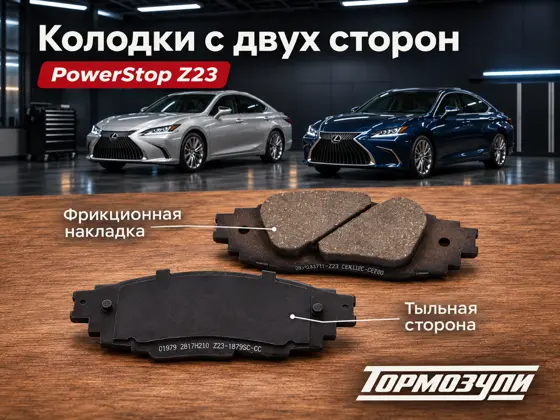 Колодки с двух сторон
PowerStop Z23
Фрикционная
накладка
Тыльная
сторона
01979 2817H210 Z23-1879SC-CC
ТОРМОЗУЛИ